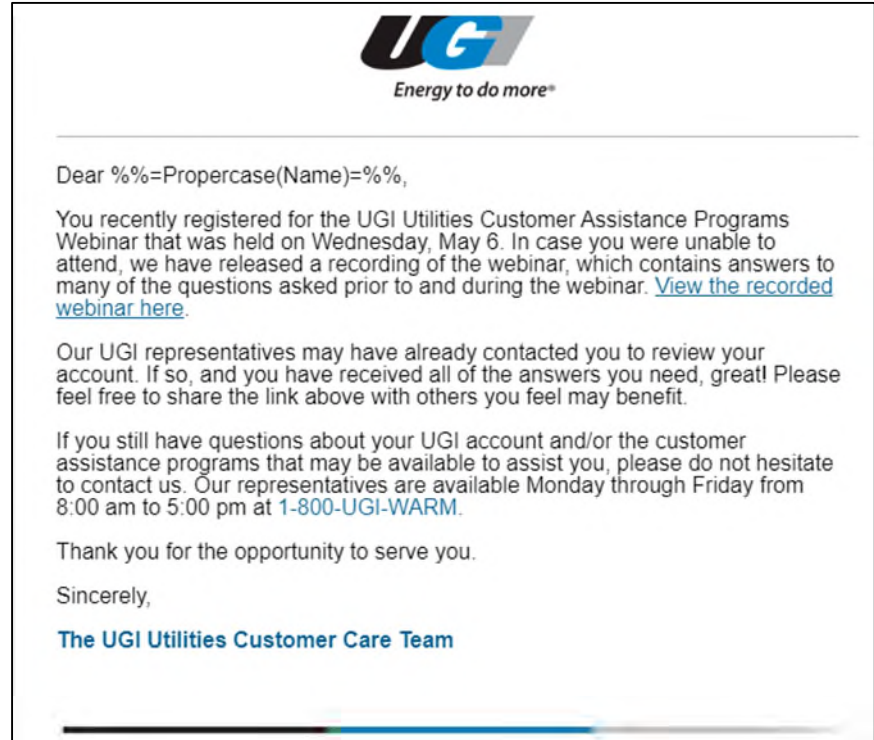 UGI
Energy to do more®
Dear %%=Propercase(Name)=%%,
You recently registered for the UGI Utilities Customer Assistance Programs
Webinar that was held on Wednesday, May 6. In case you were unable to
attend, we have released a recording of the webinar, which contains answers to
many of the questions asked prior to and during the webinar. View the recorded
webinar here.
Our UGI representatives may have already contacted you to review your
account. If so, and you have received all of the answers you need, great! Please
feel free to share the link above with others you feel may benefit.
If you still have questions about your UGI account and/or the customer
assistance programs that may be available to assist you, please do not hesitate
to contact us. Our representatives are available Monday through Friday from
8:00 am to 5:00 pm at 1-800-UGI-WARM.
Thank you for the opportunity to serve you.
Sincerely,
The UGI Utilities Customer Care Team